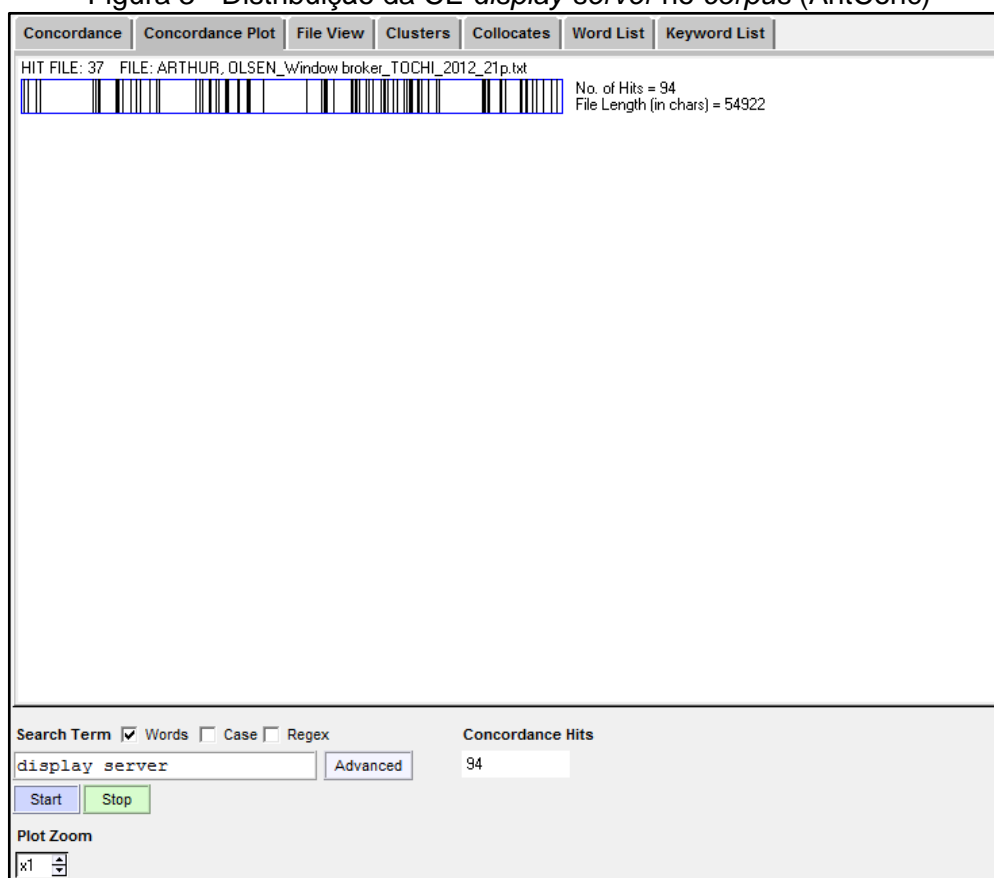 Figura 8 - Distribuição da CE display server no corpus (AntConc)
Concordance Concordance Plot File View Clusters Collocates Word List Keyword List
HIT FILE: 37 FILE: ARTHUR, OLSEN_Window broker_TOCHI_2012_21p.txt
No. of Hits = 94
File Length (in chars) = 54922
Search Term Words Case Regex Concordance Hits
display server Advanced 94
Start Stop
Plot Zoom
x1